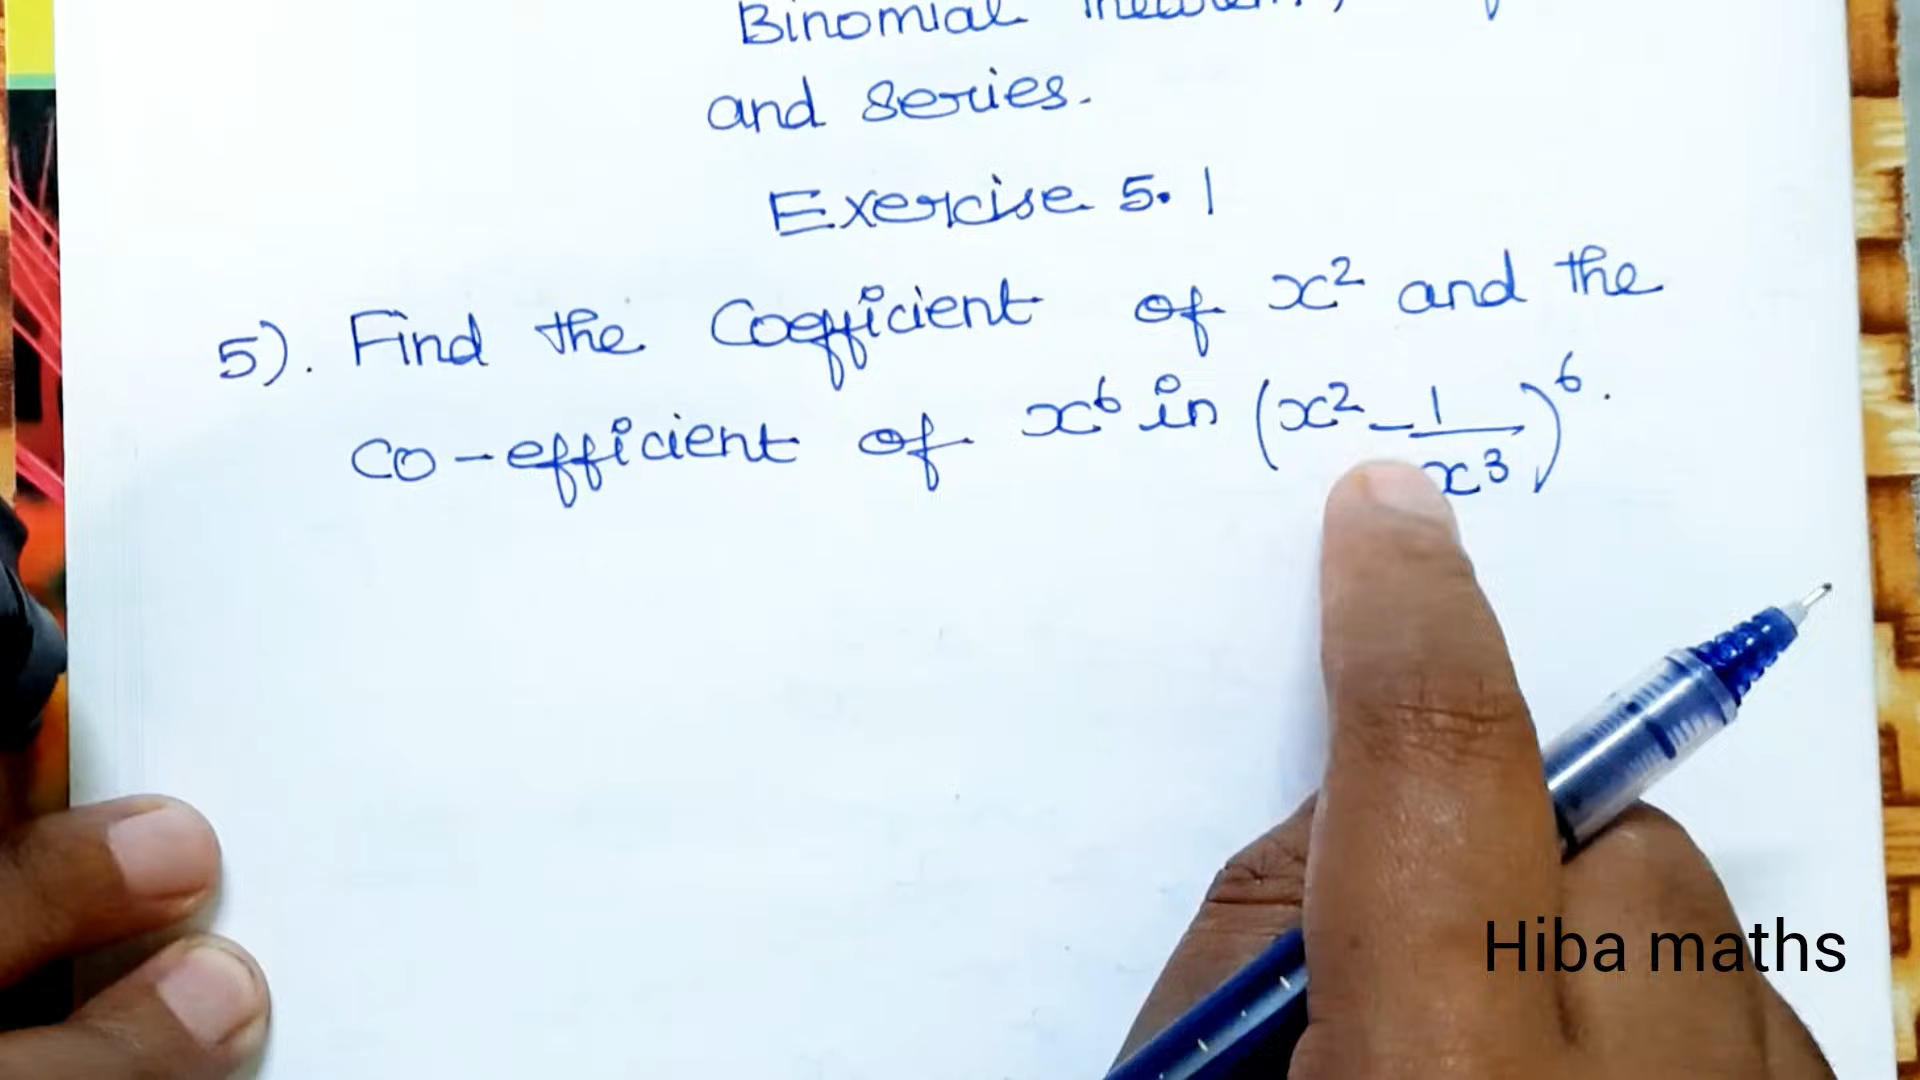 Binomial Theorem,
and series.
Exercise 5.1
5). Find the Coefficient of x² and the
co-efficient of x⁶ in (x² - 1/x³)⁶.
Hiba maths